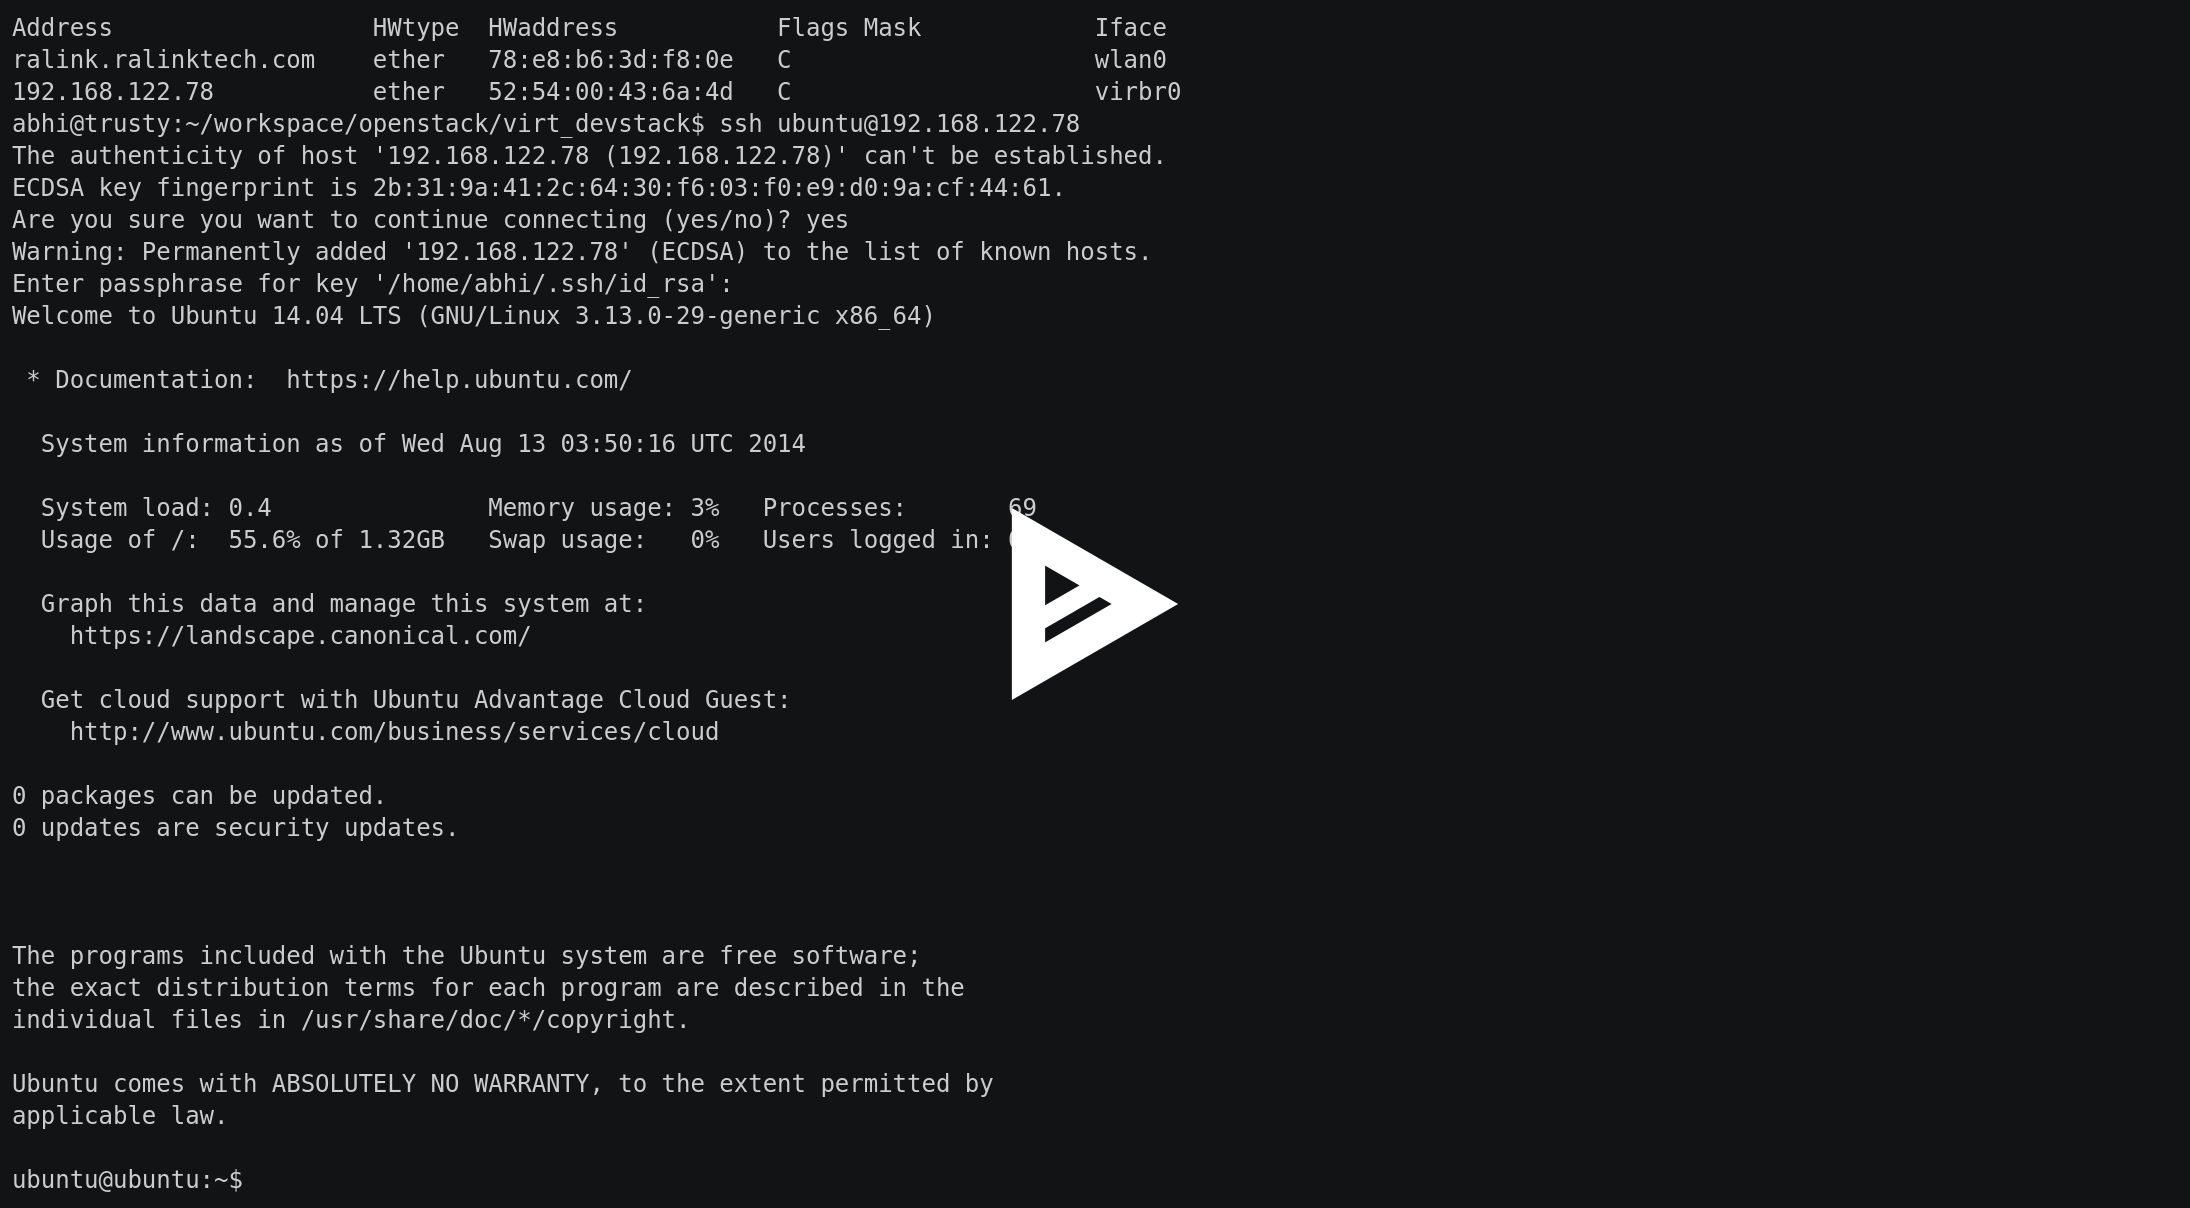 Address                  HWtype  HWaddress           Flags Mask            Iface
ralink.ralinktech.com    ether   78:e8:b6:3d:f8:0e   C                     wlan0
192.168.122.78           ether   52:54:00:43:6a:4d   C                     virbr0
abhi@trusty:~/workspace/openstack/virt_devstack$ ssh ubuntu@192.168.122.78
The authenticity of host '192.168.122.78 (192.168.122.78)' can't be established.
ECDSA key fingerprint is 2b:31:9a:41:2c:64:30:f6:03:f0:e9:d0:9a:cf:44:61.
Are you sure you want to continue connecting (yes/no)? yes
Warning: Permanently added '192.168.122.78' (ECDSA) to the list of known hosts.
Enter passphrase for key '/home/abhi/.ssh/id_rsa':
Welcome to Ubuntu 14.04 LTS (GNU/Linux 3.13.0-29-generic x86_64)

 * Documentation:  https://help.ubuntu.com/

  System information as of Wed Aug 13 03:50:16 UTC 2014

  System load: 0.4               Memory usage: 3%   Processes:       69
  Usage of /:  55.6% of 1.32GB   Swap usage:   0%   Users logged in:

  Graph this data and manage this system at:
    https://landscape.canonical.com/

  Get cloud support with Ubuntu Advantage Cloud Guest:
    http://www.ubuntu.com/business/services/cloud

0 packages can be updated.
0 updates are security updates.

The programs included with the Ubuntu system are free software;
the exact distribution terms for each program are described in the
individual files in /usr/share/doc/*/copyright.

Ubuntu comes with ABSOLUTELY NO WARRANTY, to the extent permitted by
applicable law.

ubuntu@ubuntu:~$